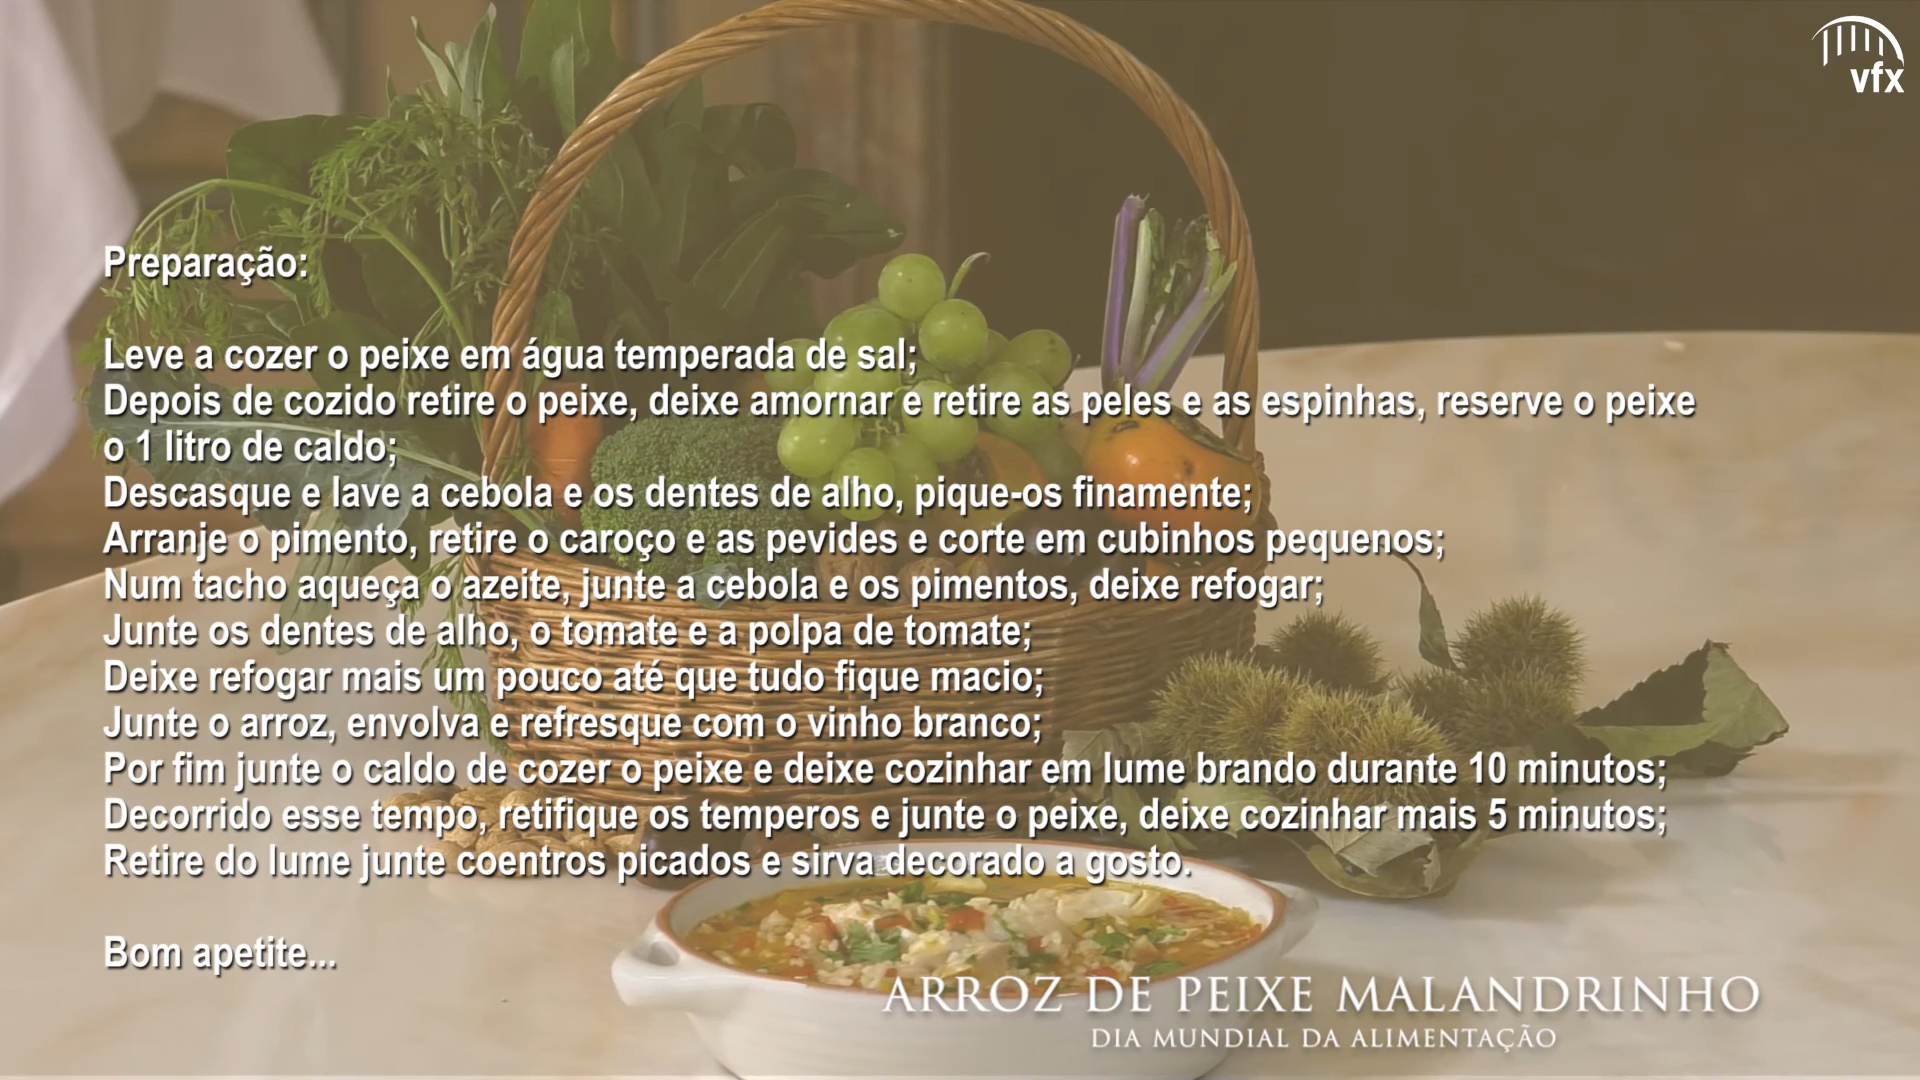 vfx
Preparação:
Leve a cozer o peixe em água temperada de sal;
Depois de cozido retire o peixe, deixe amornar e retire as peles e as espinhas, reserve o peixe
o 1 litro de caldo;
Descasque e lave a cebola e os dentes de alho, pique-os finamente;
Arranje o pimento, retire o caroço e as pevides e corte em cubinhos pequenos;
Num tacho aqueça o azeite, junte a cebola e os pimentos, deixe refogar;
Junte os dentes de alho, o tomate e a polpa de tomate;
Deixe refogar mais um pouco até que tudo fique macio;
Junte o arroz, envolva e refresque com o vinho branco;
Por fim junte o caldo de cozer o peixe e deixe cozinhar em lume brando durante 10 minutos;
Decorrido esse tempo, retifique os temperos e junte o peixe, deixe cozinhar mais 5 minutos;
Retire do lume junte coentros picados e sirva decorado a gosto.
Bom apetite...
ARROZ DE PEIXE MALANDRINHO
DIA MUNDIAL DA ALIMENTAÇÃO